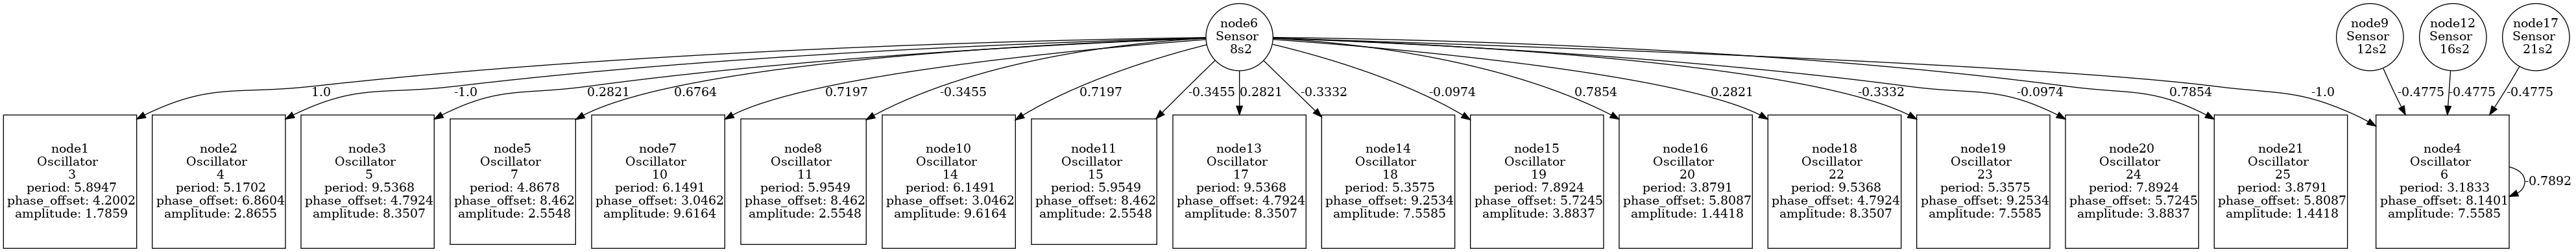 node6
Sensor
8s2
node9
Sensor
12s2
node12
Sensor
16s2
node17
Sensor
21s2
1.0
-1.0
0.2821
0.6764
0.7197
-0.3455
0.7197
-0.3455
0.2821
-0.3332
-0.0974
0.7854
0.2821
-0.3332
-0.0974
0.7854
-1.0
-0.4775
-0.4775
-0.4775
node1
Oscillator
3
period: 5.8947
phase_offset: 4.2002
amplitude: 1.7859
node2
Oscillator
4
period: 5.1702
phase_offset: 6.8604
amplitude: 2.8655
node3
Oscillator
5
period: 9.5368
phase_offset: 4.7924
amplitude: 8.3507
node5
Oscillator
7
period: 4.8678
phase_offset: 8.462
amplitude: 2.5548
node7
Oscillator
10
period: 6.1491
phase_offset: 3.0462
amplitude: 9.6164
node8
Oscillator
11
period: 5.9549
phase_offset: 8.462
amplitude: 2.5548
node10
Oscillator
14
period: 6.1491
phase_offset: 3.0462
amplitude: 9.6164
node11
Oscillator
15
period: 5.9549
phase_offset: 8.462
amplitude: 2.5548
node13
Oscillator
17
period: 9.5368
phase_offset: 4.7924
amplitude: 8.3507
node14
Oscillator
18
period: 5.3575
phase_offset: 9.2534
amplitude: 7.5585
node15
Oscillator
19
period: 7.8924
phase_offset: 5.7245
amplitude: 3.8837
node16
Oscillator
20
period: 3.8791
phase_offset: 5.8087
amplitude: 1.4418
node18
Oscillator
22
period: 9.5368
phase_offset: 4.7924
amplitude: 8.3507
node19
Oscillator
23
period: 5.3575
phase_offset: 9.2534
amplitude: 7.5585
node20
Oscillator
24
period: 7.8924
phase_offset: 5.7245
amplitude: 3.8837
node21
Oscillator
25
period: 3.8791
phase_offset: 5.8087
amplitude: 1.4418
node4
Oscillator
6
period: 3.1833
phase_offset: 8.1401
amplitude: 7.5585
-0.7892